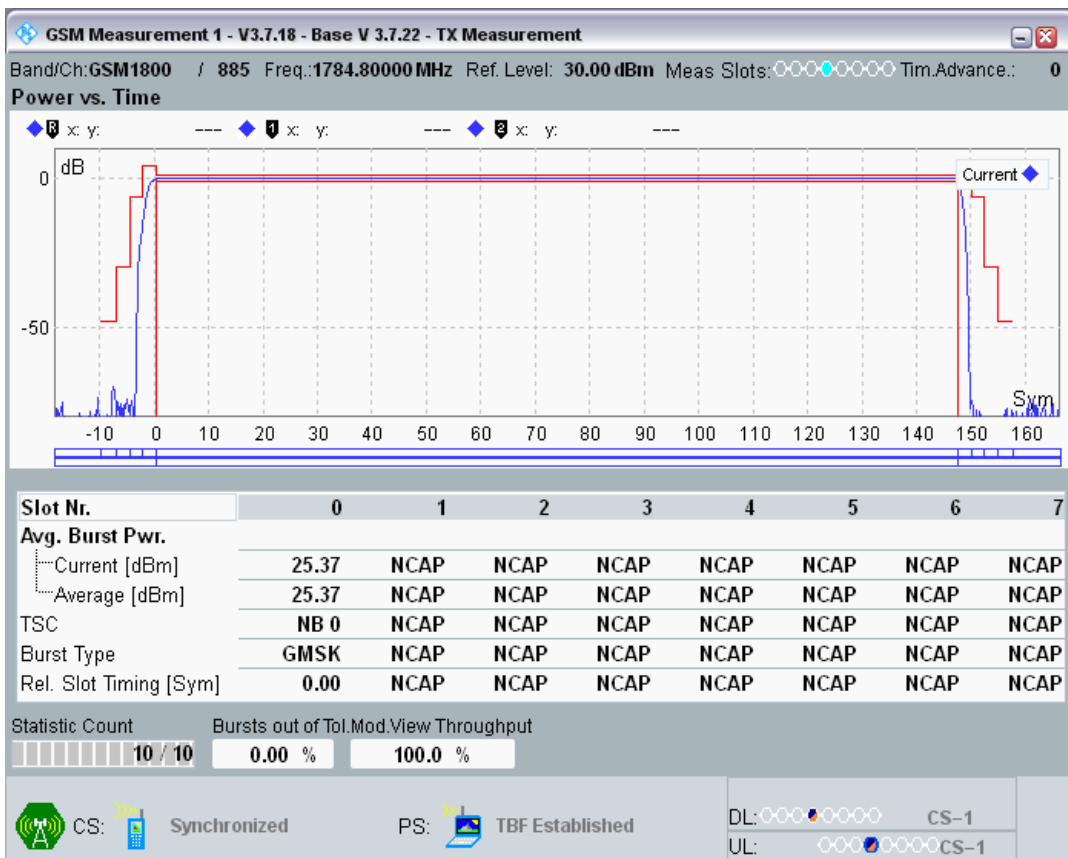 GSM Measurement 1 - V3.7.18 - Base V 3.7.22 - TX Measurement
Band/Ch:GSM1800 / 885 Freq.:1784.80000 MHz Ref. Level: 30.00 dBm Meas Slots: Tim.Advance.: 0
Power vs. Time
R x: y: --- 1 x: y: --- 2 x: y: ---
dB
Current
0
-50
Sym
-10 0 10 20 30 40 50 60 70 80 90 100 110 120 130 140 150 160
Slot Nr. 0 1 2 3 4 5 6 7
Avg. Burst Pwr.
Current [dBm] 25.37 NCAP NCAP NCAP NCAP NCAP NCAP NCAP
Average [dBm] 25.37 NCAP NCAP NCAP NCAP NCAP NCAP NCAP
TSC NB 0 NCAP NCAP NCAP NCAP NCAP NCAP NCAP
Burst Type GMSK NCAP NCAP NCAP NCAP NCAP NCAP NCAP
Rel. Slot Timing [Sym] 0.00 NCAP NCAP NCAP NCAP NCAP NCAP NCAP
Statistic Count Bursts out of Tol.Mod.View Throughput
10 / 10 0.00 % 100.0 %
CS: Synchronized PS: TBF Established DL: CS-1
UL: CS-1